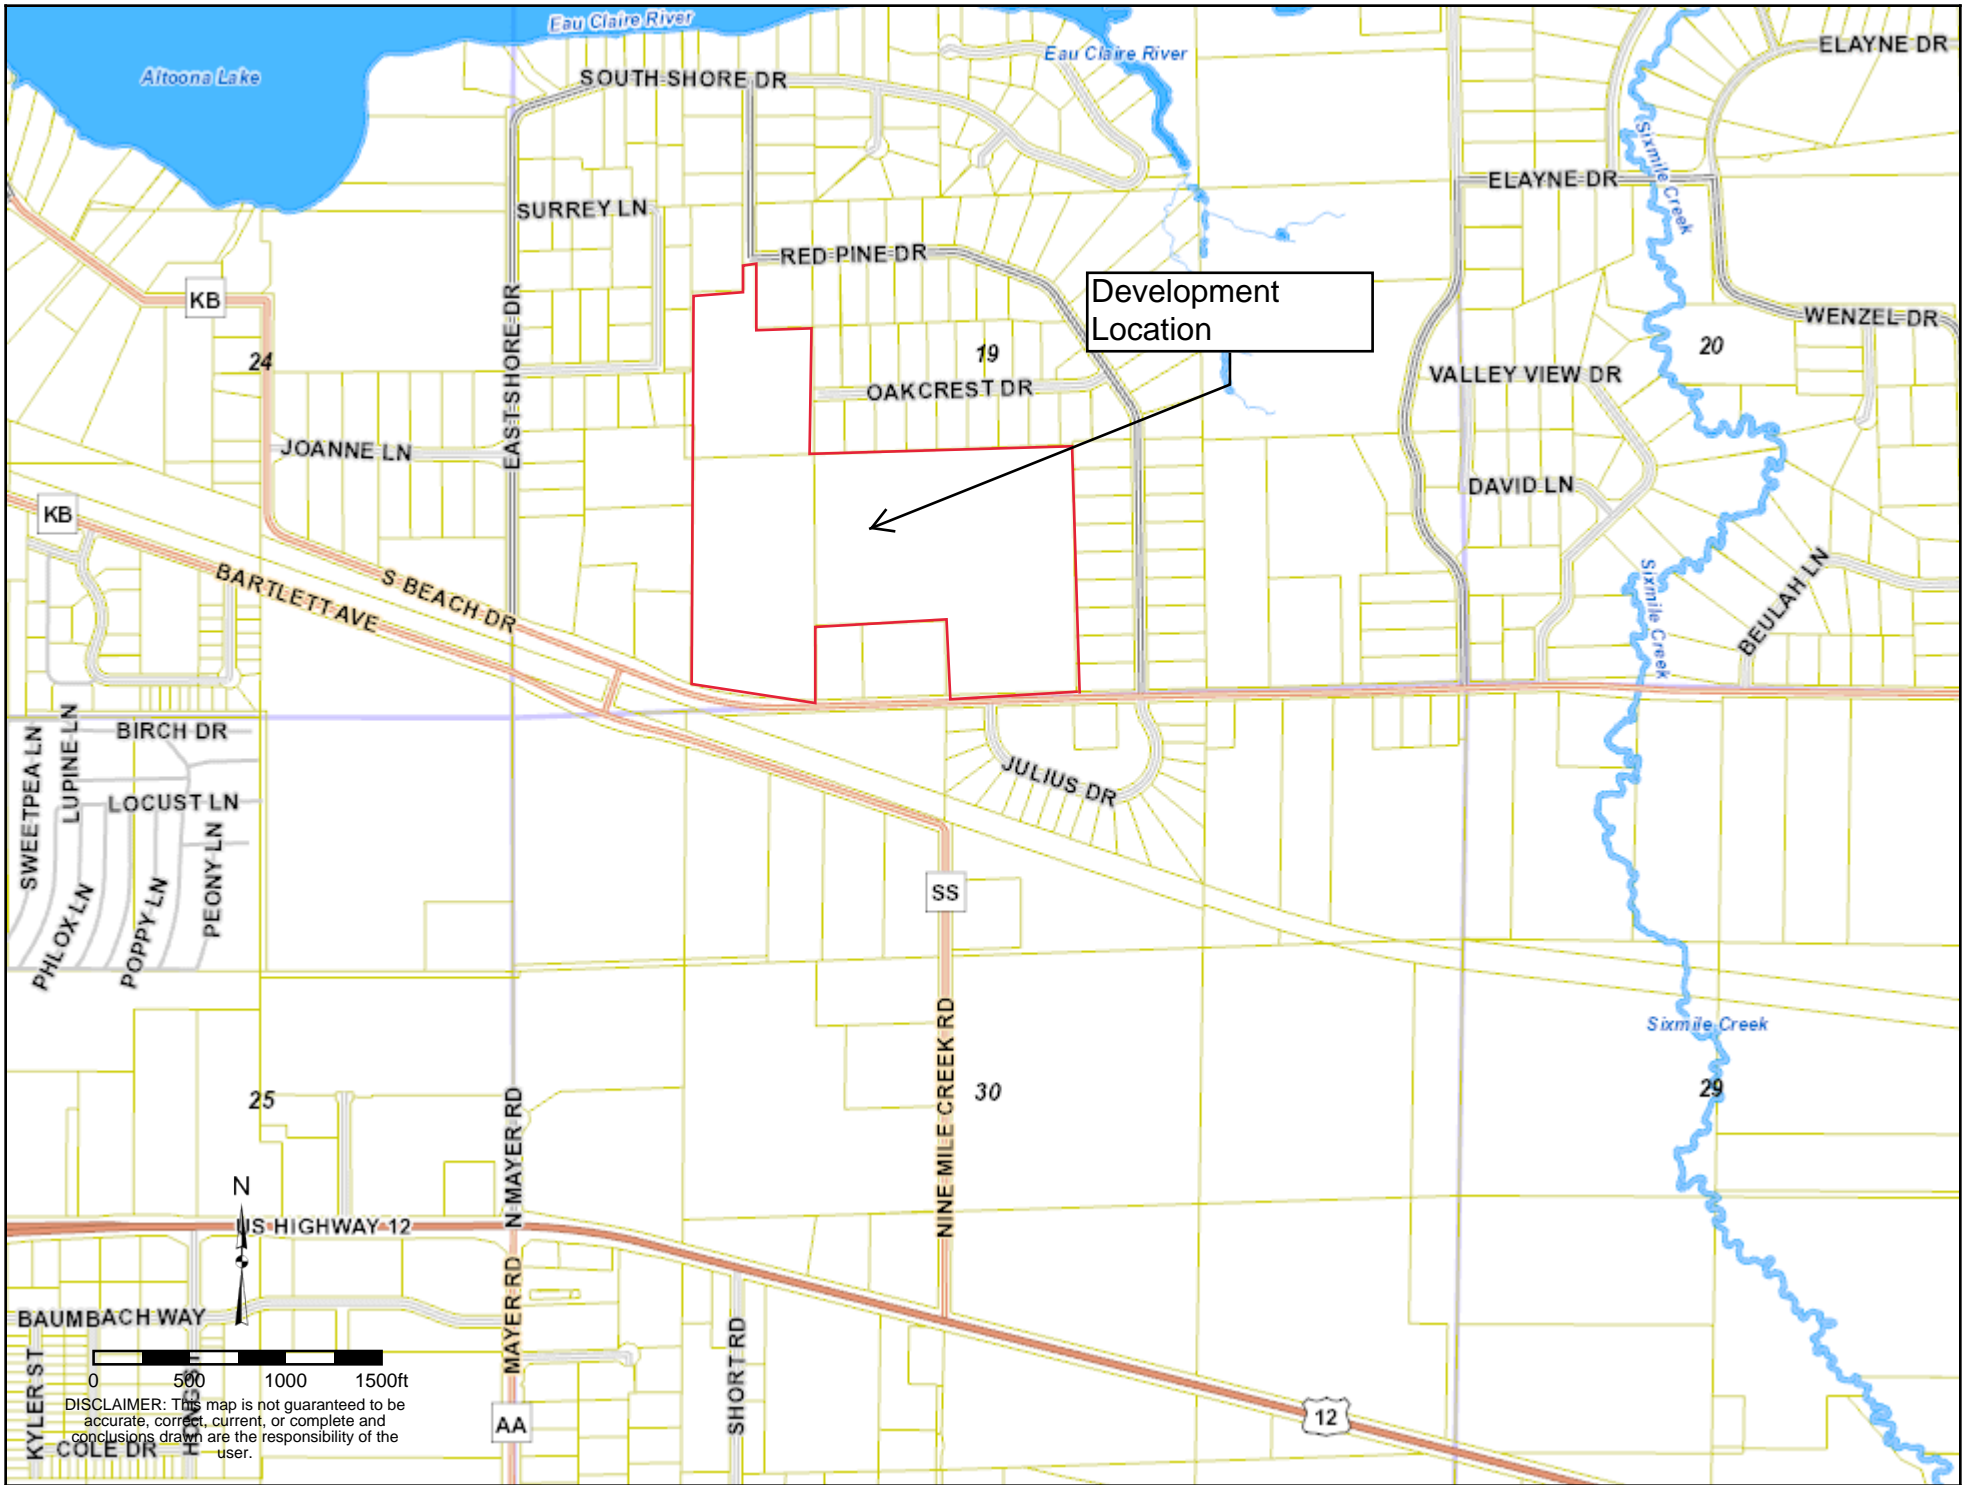 Eau Claire River
Altoona Lake
SOUTH SHORE DR
Eau Claire River
ELAYNE DR
Sixmile Creek
ELAYNE DR
SURREY LN
RED PINE DR
KB
EAST SHORE DR
Development
Location
WENZEL DR
24
19
20
OAKCREST DR
VALLEY VIEW DR
JOANNE LN
DAVID LN
KB
BARTLETT AVE
S BEACH DR
Sixmile Creek
BEULAH LN
SWEETPEA LN
LUPINE LN
BIRCH DR
JULIUS DR
LOCUST LN
PEONY LN
PHLOX LN
POPPY LN
SS
NINE MILE CREEK RD
Sixmile Creek
25
30
29
N MAYER RD
N
US HIGHWAY 12
MAYER RD
BAUMBACH WAY
SHORT RD
KYLER ST
0 500 1000 1500ft
DISCLAIMER: This map is not guaranteed to be
accurate, correct, current, or complete and
conclusions drawn are the responsibility of the
user.
COLE DR
AA
12